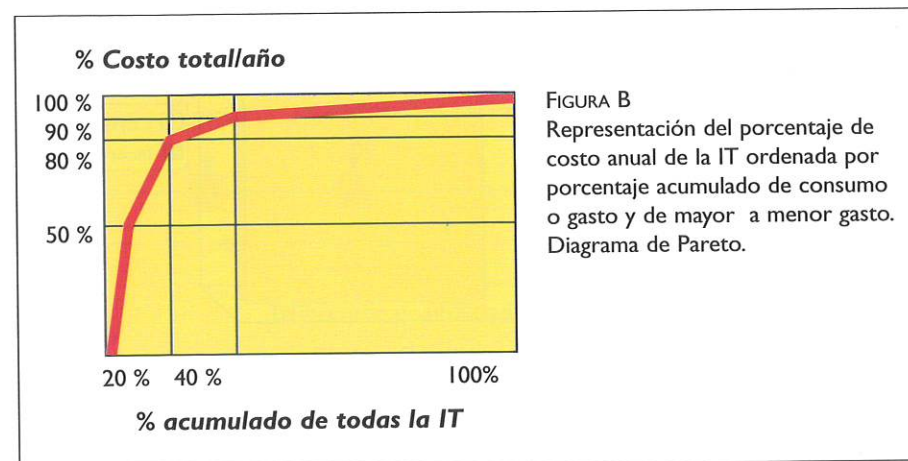 % Costo total/año
100 %
90 %
80 %
50 %
20 %
40 %
100%
% acumulado de todas la IT
FIGURA B
Representación del porcentaje de
costo anual de la IT ordenada por
porcentaje acumulado de consumo
o gasto y de mayor a menor gasto.
Diagrama de Pareto.